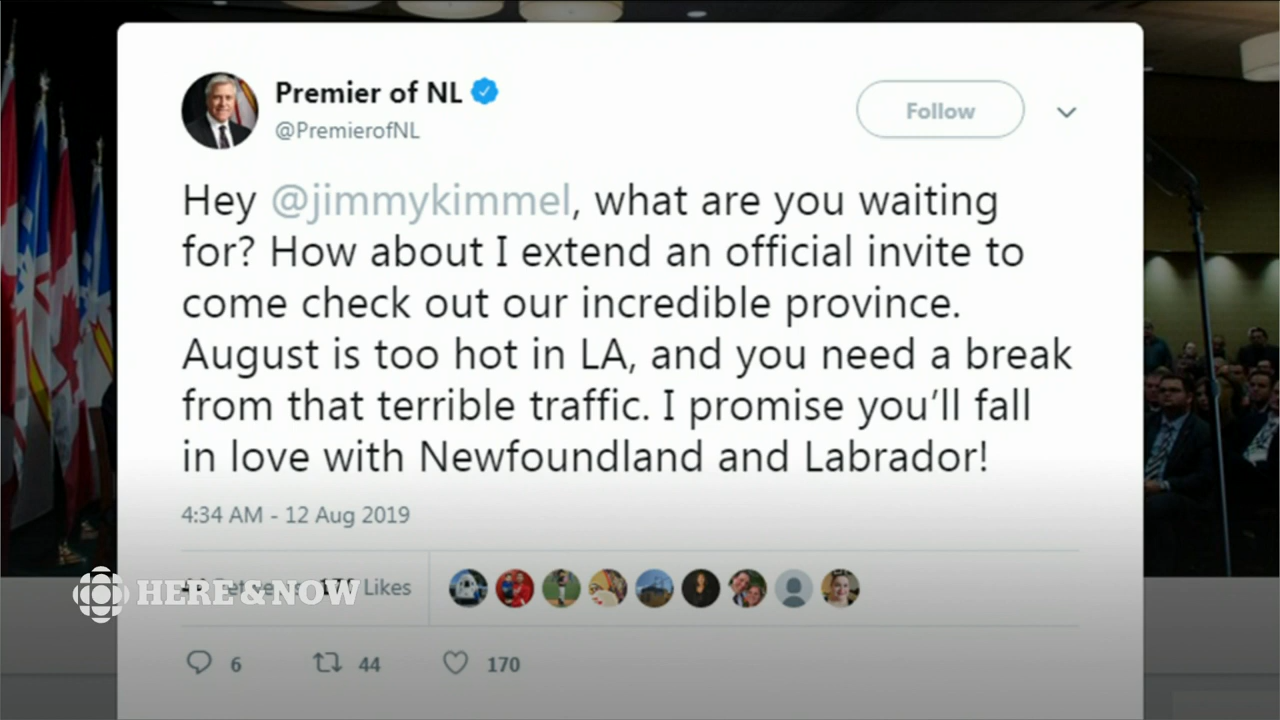 Premier of NL
@PremierofNL
Follow
Hey @jimmykimmel, what are you waiting
for? How about I extend an official invite to
come check out our incredible province.
August is too hot in LA, and you need a break
from that terrible traffic. I promise you'll fall
in love with Newfoundland and Labrador!
4:34 AM - 12 Aug 2019
Likes
HERE & NOW
6 44 170